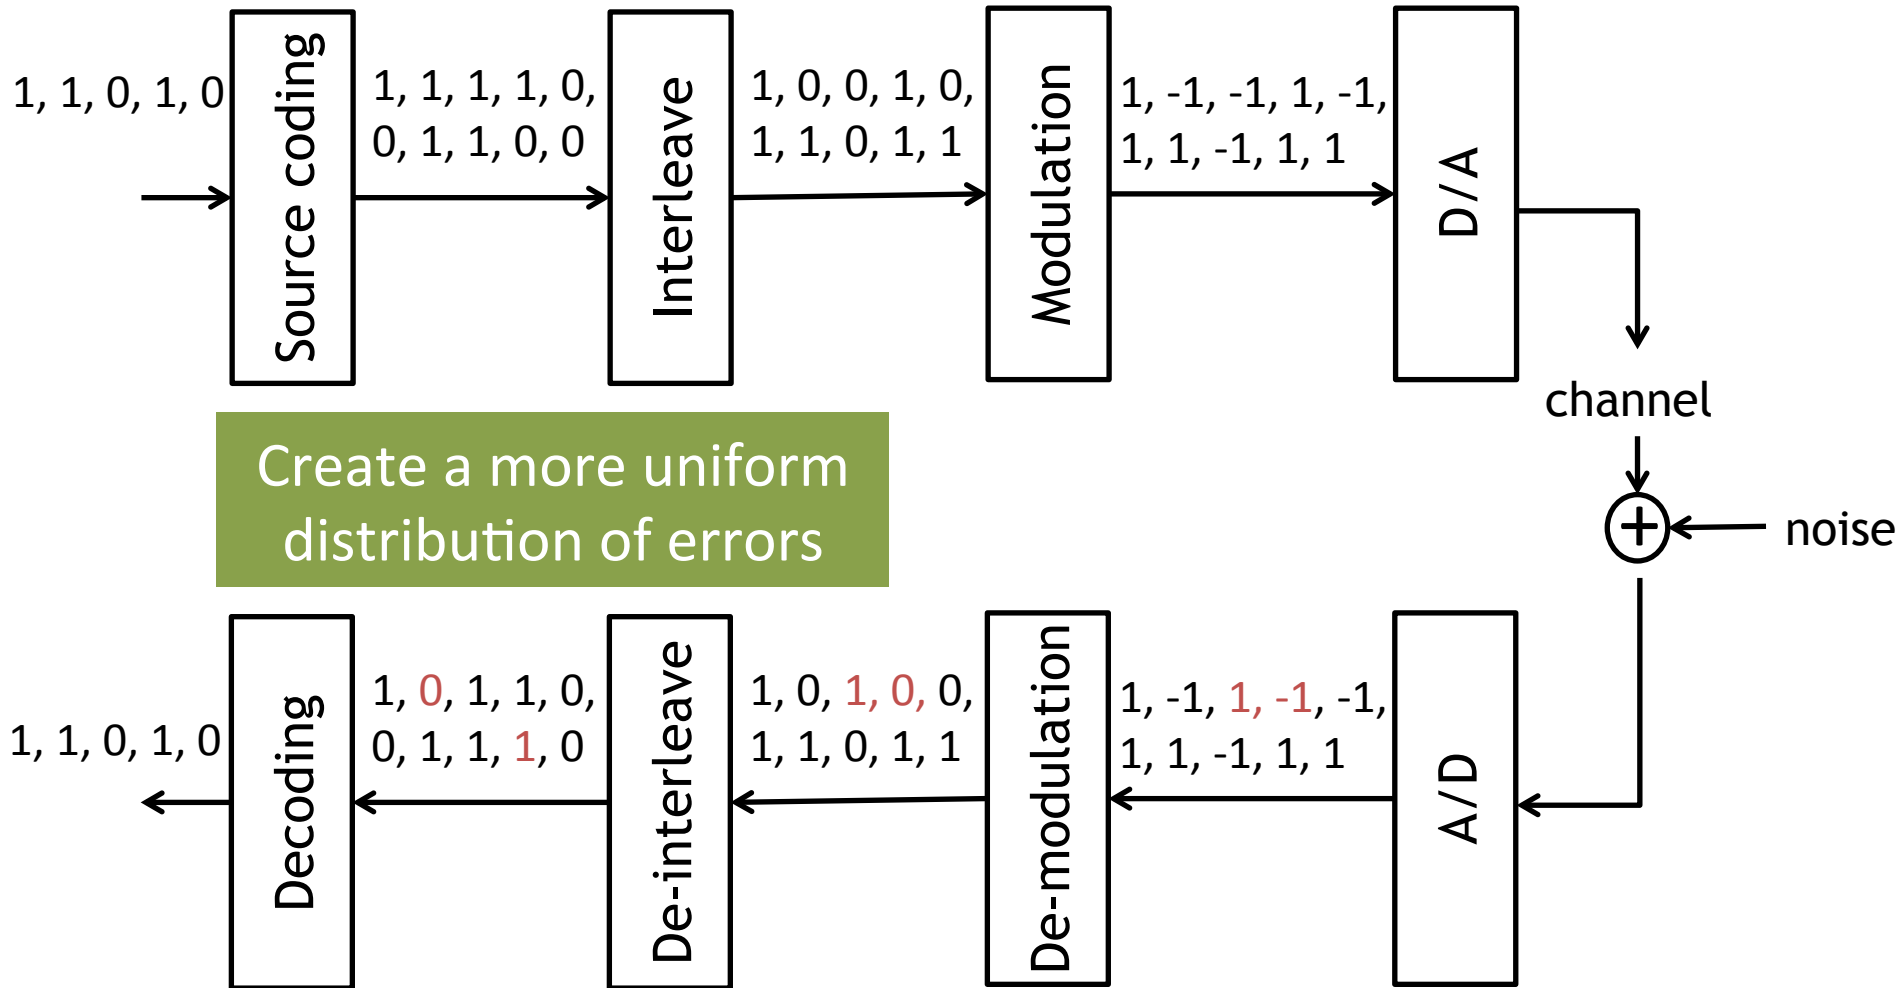 1, 1, 0, 1, 0
Source coding
1, 1, 1, 1, 0,
0, 1, 1, 0, 0
Interleave
1, 0, 0, 1, 0,
1, 1, 0, 1, 1
Modulation
1, -1, -1, 1, -1,
1, 1, -1, 1, 1
D/A
channel
+
noise
Create a more uniform
distribution of errors
1, 1, 0, 1, 0
Decoding
1, 0, 1, 1, 0,
0, 1, 1, 1, 0
De-interleave
1, 0, 1, 0, 0,
1, 1, 0, 1, 1
De-modulation
1, -1, 1, -1, -1,
1, 1, -1, 1, 1
A/D